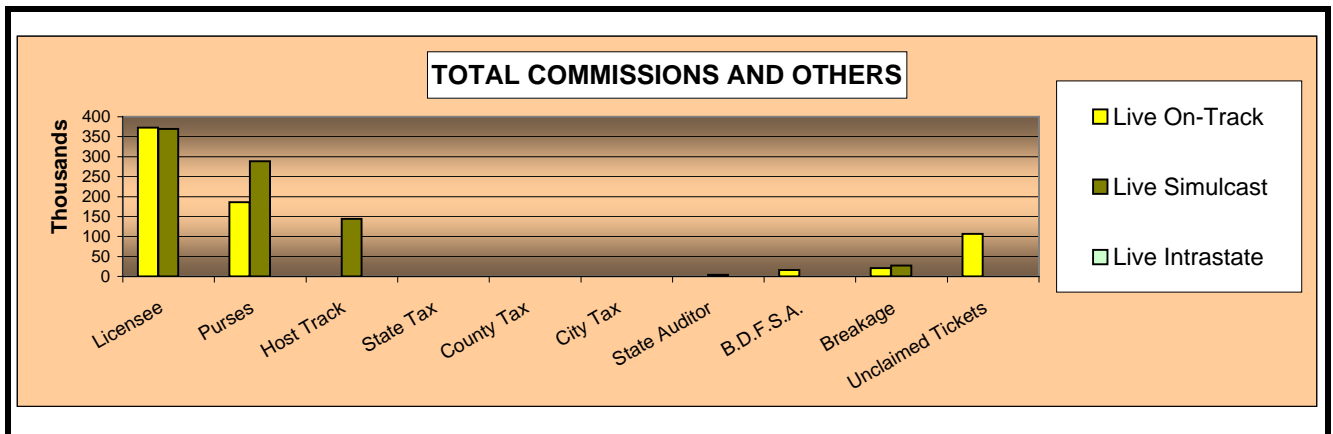 TOTAL COMMISSIONS AND OTHERS
Thousands
400
350
300
250
200
150
100
50
0
Licensee
Purses
Host Track
State Tax
County Tax
City Tax
State Auditor
B.D.F.S.A.
Breakage
Unclaimed Tickets
Live On-Track
Live Simulcast
Live Intrastate